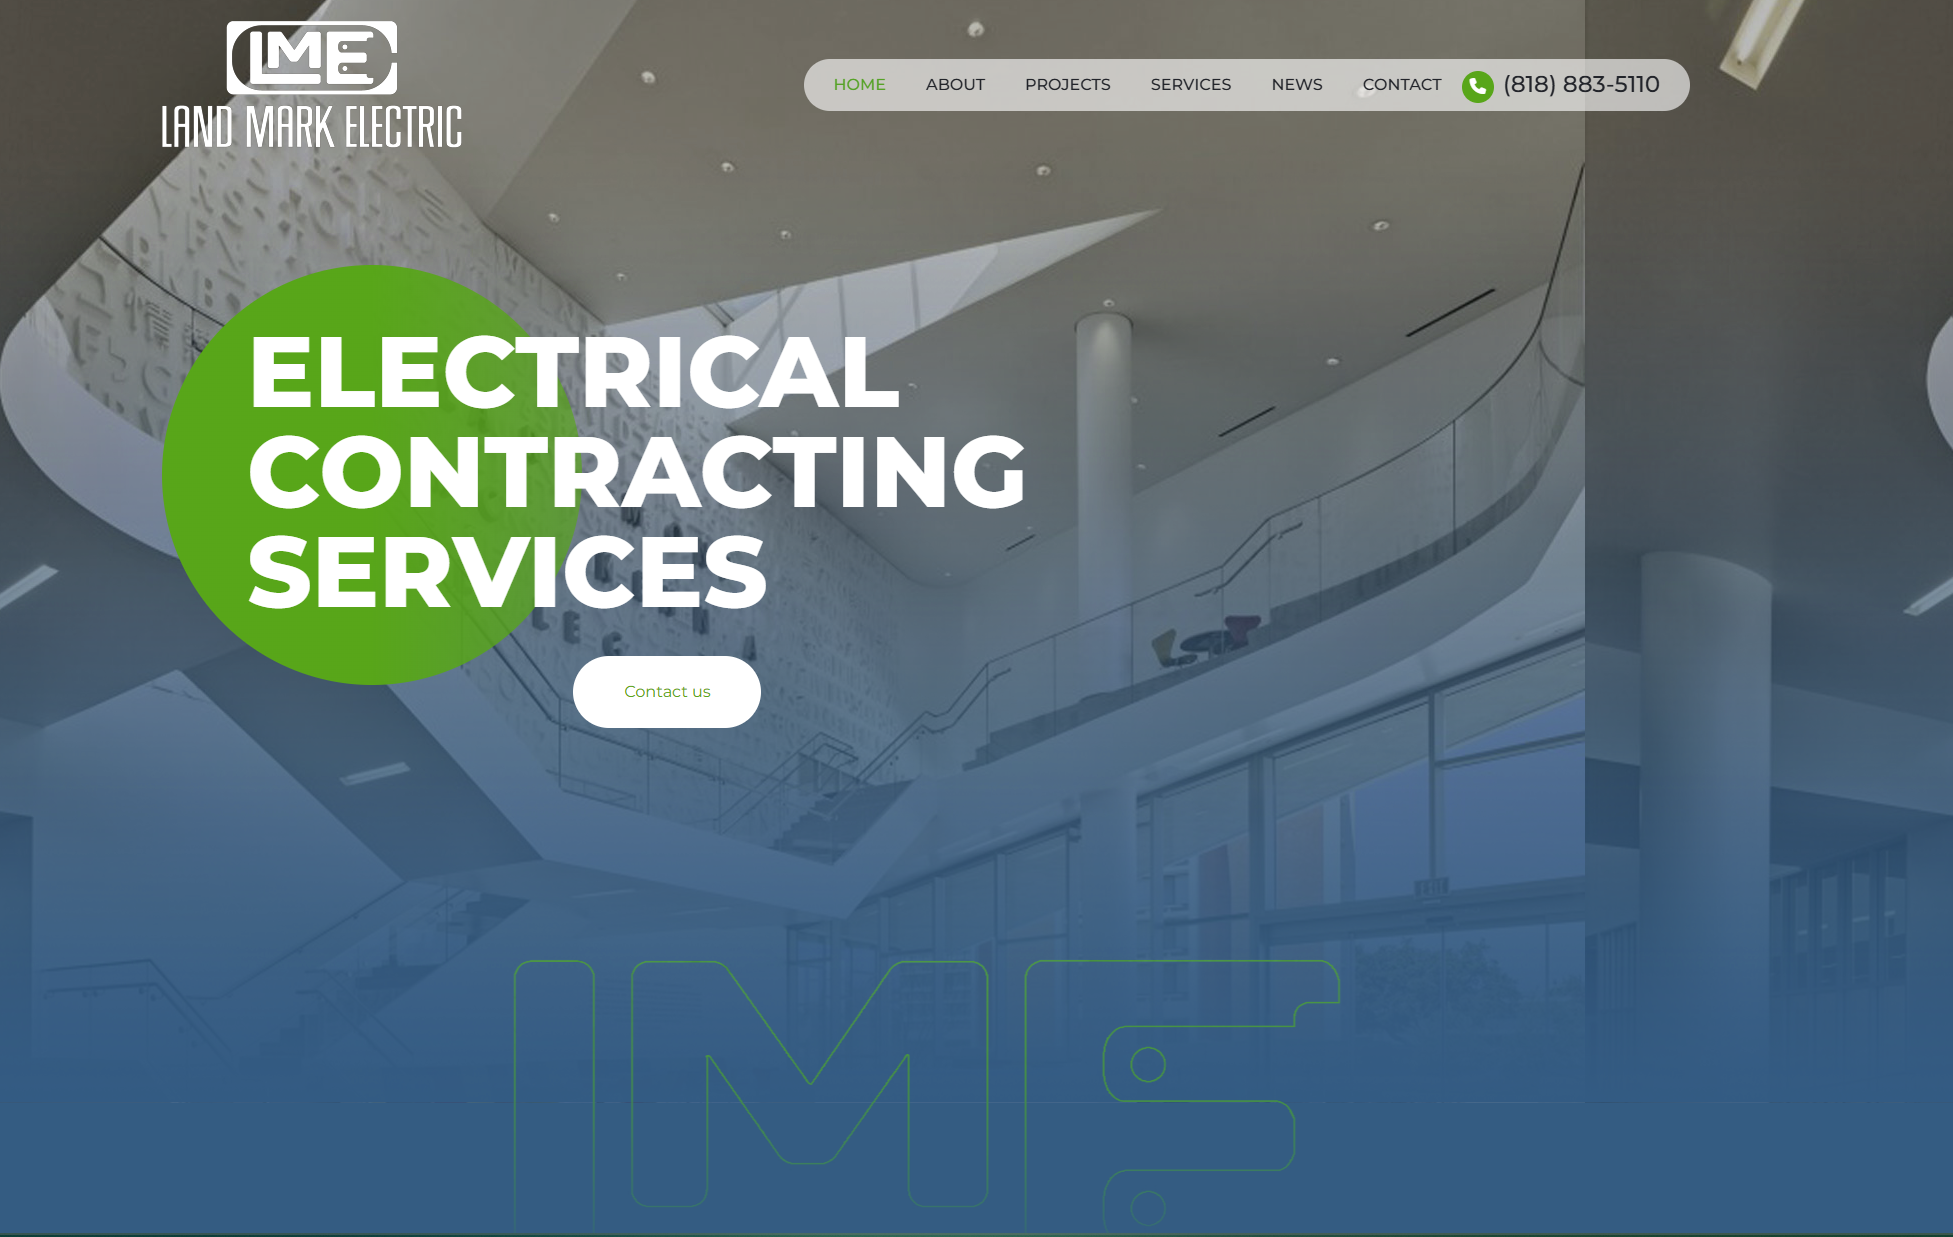 LME
LAND MARK ELECTRIC
HOME ABOUT PROJECTS SERVICES NEWS CONTACT (818) 883-5110
ELECTRICAL
CONTRACTING
SERVICES
Contact us
LME